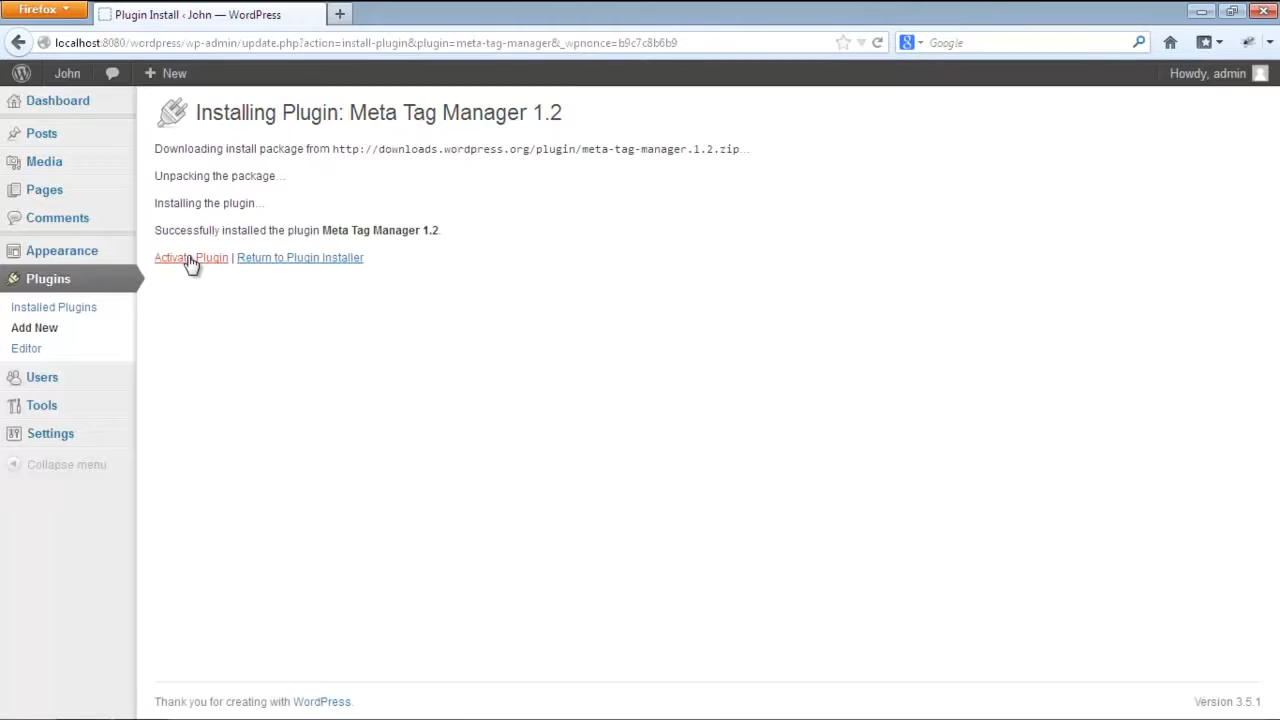 Firefox
Plugin Install ‹ John — WordPress
localhost:8080/wordpress/wp-admin/update.php?action=install-plugin&plugin=meta-tag-manager&_wpnonce=b9c7c8b6b9
Google
John
New
Howdy, admin
Dashboard
Posts
Media
Pages
Comments
Appearance
Plugins
Installed Plugins
Add New
Editor
Users
Tools
Settings
Collapse menu
Installing Plugin: Meta Tag Manager 1.2
Downloading install package from http://downloads.wordpress.org/plugin/meta-tag-manager.1.2.zip…
Unpacking the package…
Installing the plugin…
Successfully installed the plugin Meta Tag Manager 1.2.
Activate Plugin | Return to Plugin Installer
Thank you for creating with WordPress.
Version 3.5.1